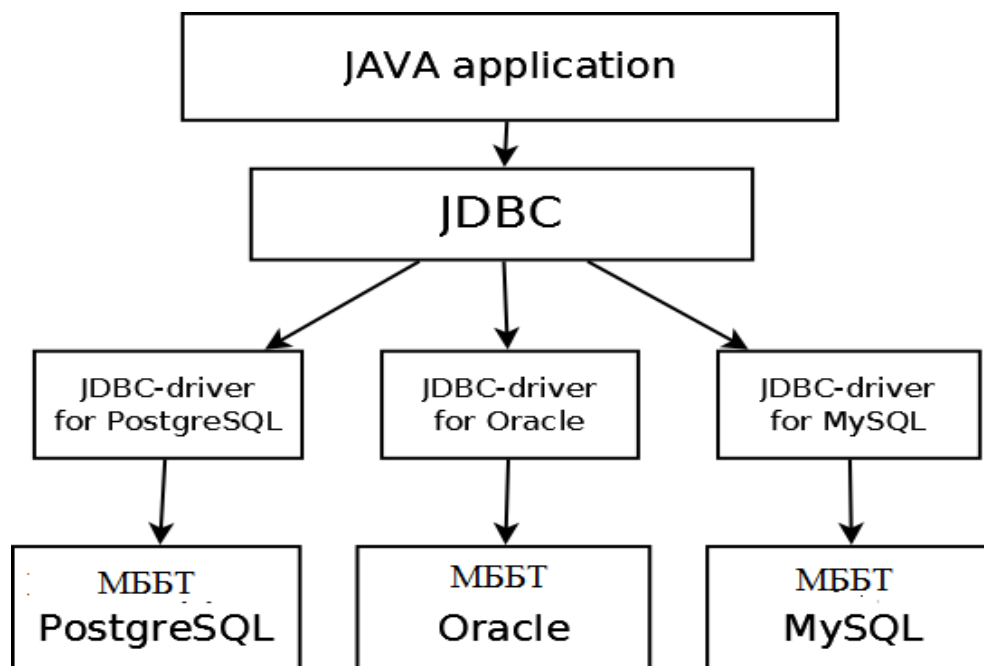 JAVA application
JDBC
JDBC-driver
for PostgreSQL
JDBC-driver
for Oracle
JDBC-driver
for MySQL
МББТ
PostgreSQL
МББТ
Oracle
МББТ
MySQL